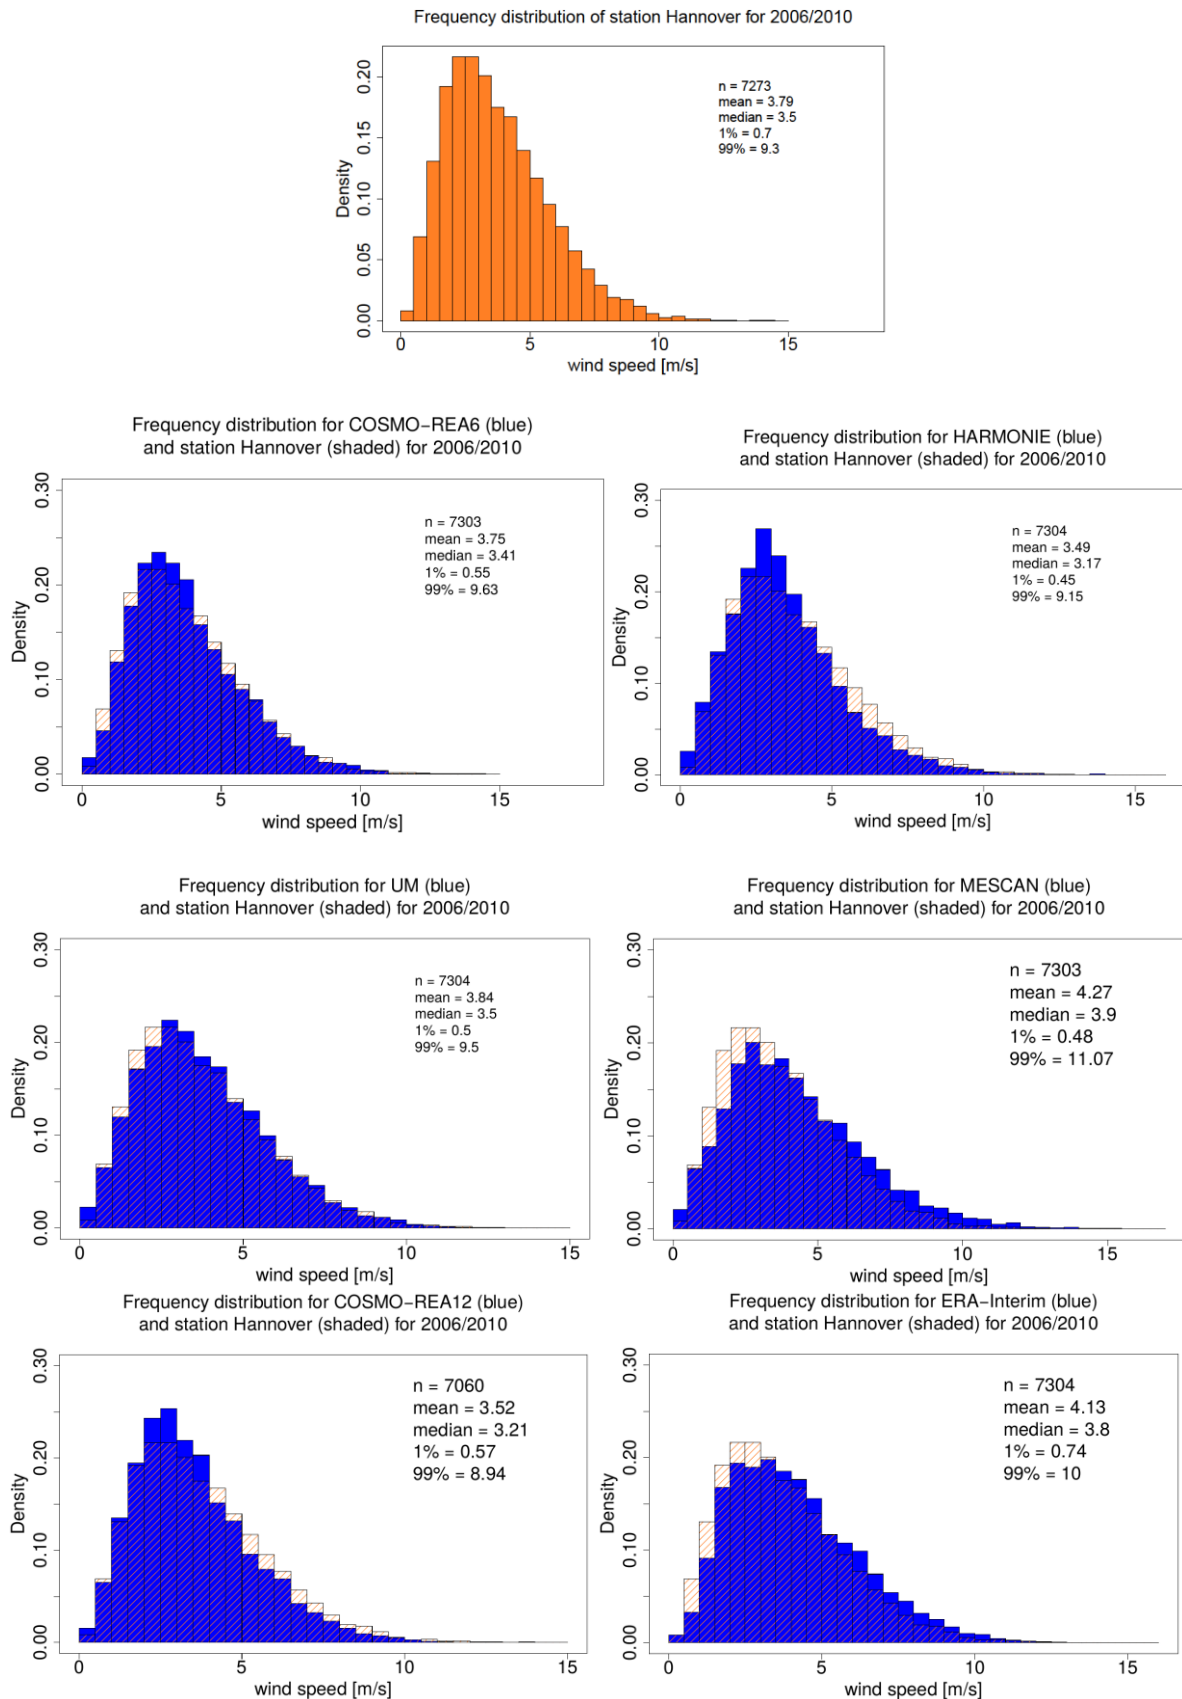 Frequency distribution of station Hannover for 2006/2010
n = 7273
mean = 3.79
median = 3.5
1% = 0.7
99% = 9.3
Density
0.00
0.05
0.10
0.15
0.20
0
5
10
15
wind speed [m/s]
Frequency distribution for COSMO−REA6 (blue)
and station Hannover (shaded) for 2006/2010
n = 7303
mean = 3.75
median = 3.41
1% = 0.55
99% = 9.63
Density
0.00
0.10
0.20
0.30
0
5
10
15
wind speed [m/s]
Frequency distribution for HARMONIE (blue)
and station Hannover (shaded) for 2006/2010
n = 7304
mean = 3.49
median = 3.17
1% = 0.45
99% = 9.15
Density
0.00
0.10
0.20
0.30
0
5
10
15
wind speed [m/s]
Frequency distribution for UM (blue)
and station Hannover (shaded) for 2006/2010
n = 7304
mean = 3.84
median = 3.5
1% = 0.5
99% = 9.5
Density
0.00
0.10
0.20
0.30
0
5
10
15
wind speed [m/s]
Frequency distribution for MESCAN (blue)
and station Hannover (shaded) for 2006/2010
n = 7303
mean = 4.27
median = 3.9
1% = 0.48
99% = 11.07
Density
0.00
0.10
0.20
0.30
0
5
10
15
wind speed [m/s]
Frequency distribution for COSMO−REA12 (blue)
and station Hannover (shaded) for 2006/2010
n = 7060
mean = 3.52
median = 3.21
1% = 0.57
99% = 8.94
Density
0.00
0.10
0.20
0.30
0
5
10
15
wind speed [m/s]
Frequency distribution for ERA−Interim (blue)
and station Hannover (shaded) for 2006/2010
n = 7304
mean = 4.13
median = 3.8
1% = 0.74
99% = 10
Density
0.00
0.10
0.20
0.30
0
5
10
15
wind speed [m/s]